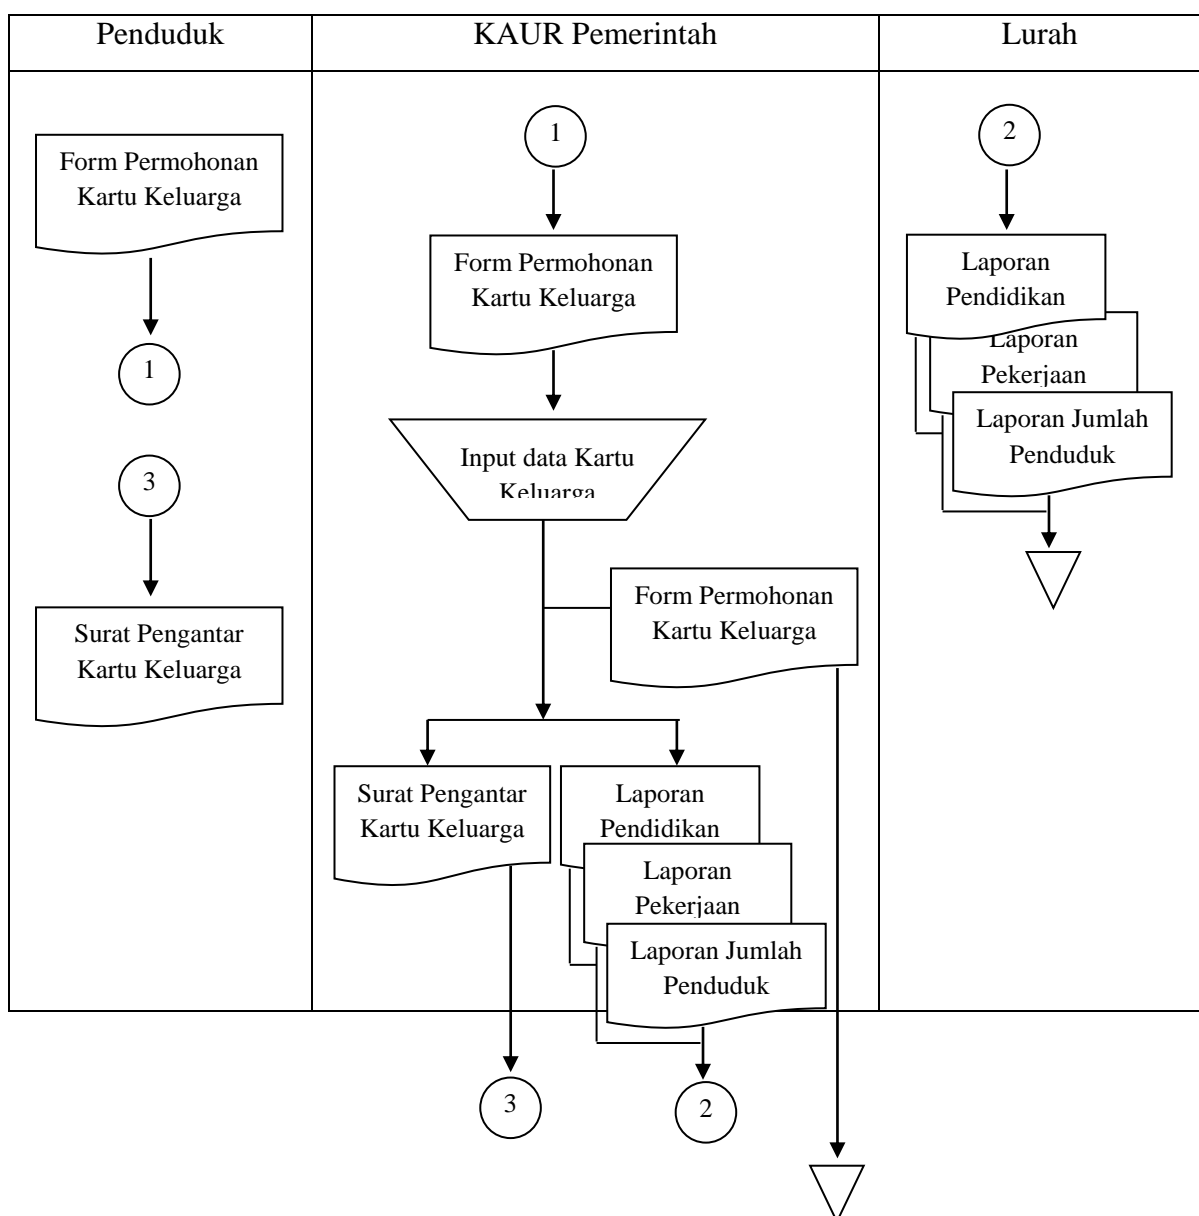 Penduduk
KAUR Pemerintah
Lurah
Form Permohonan
Kartu Keluarga
1
3
Surat Pengantar
Kartu Keluarga
1
Form Permohonan
Kartu Keluarga
Input data Kartu
Keluarga
Form Permohonan
Kartu Keluarga
Surat Pengantar
Kartu Keluarga
Laporan
Pendidikan
Laporan
Pekerjaan
Laporan Jumlah
Penduduk
3
2
2
Laporan
Pendidikan
Laporan
Pekerjaan
Laporan Jumlah
Penduduk